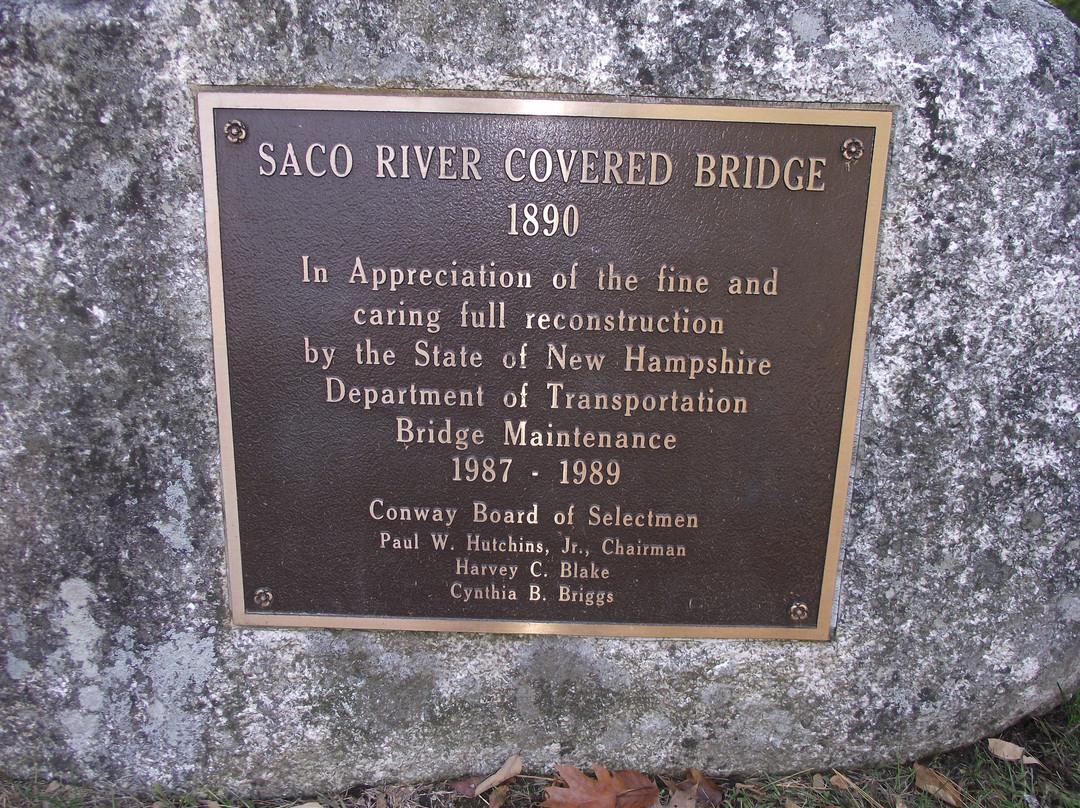 SACO RIVER COVERED BRIDGE
1890
In Appreciation of the fine and
caring full reconstruction
by the State of New Hampshire
Department of Transportation
Bridge Maintenance
1987 - 1989
Conway Board of Selectmen
Paul W. Hutchins, Jr., Chairman
Harvey C. Blake
Cynthia B. Briggs